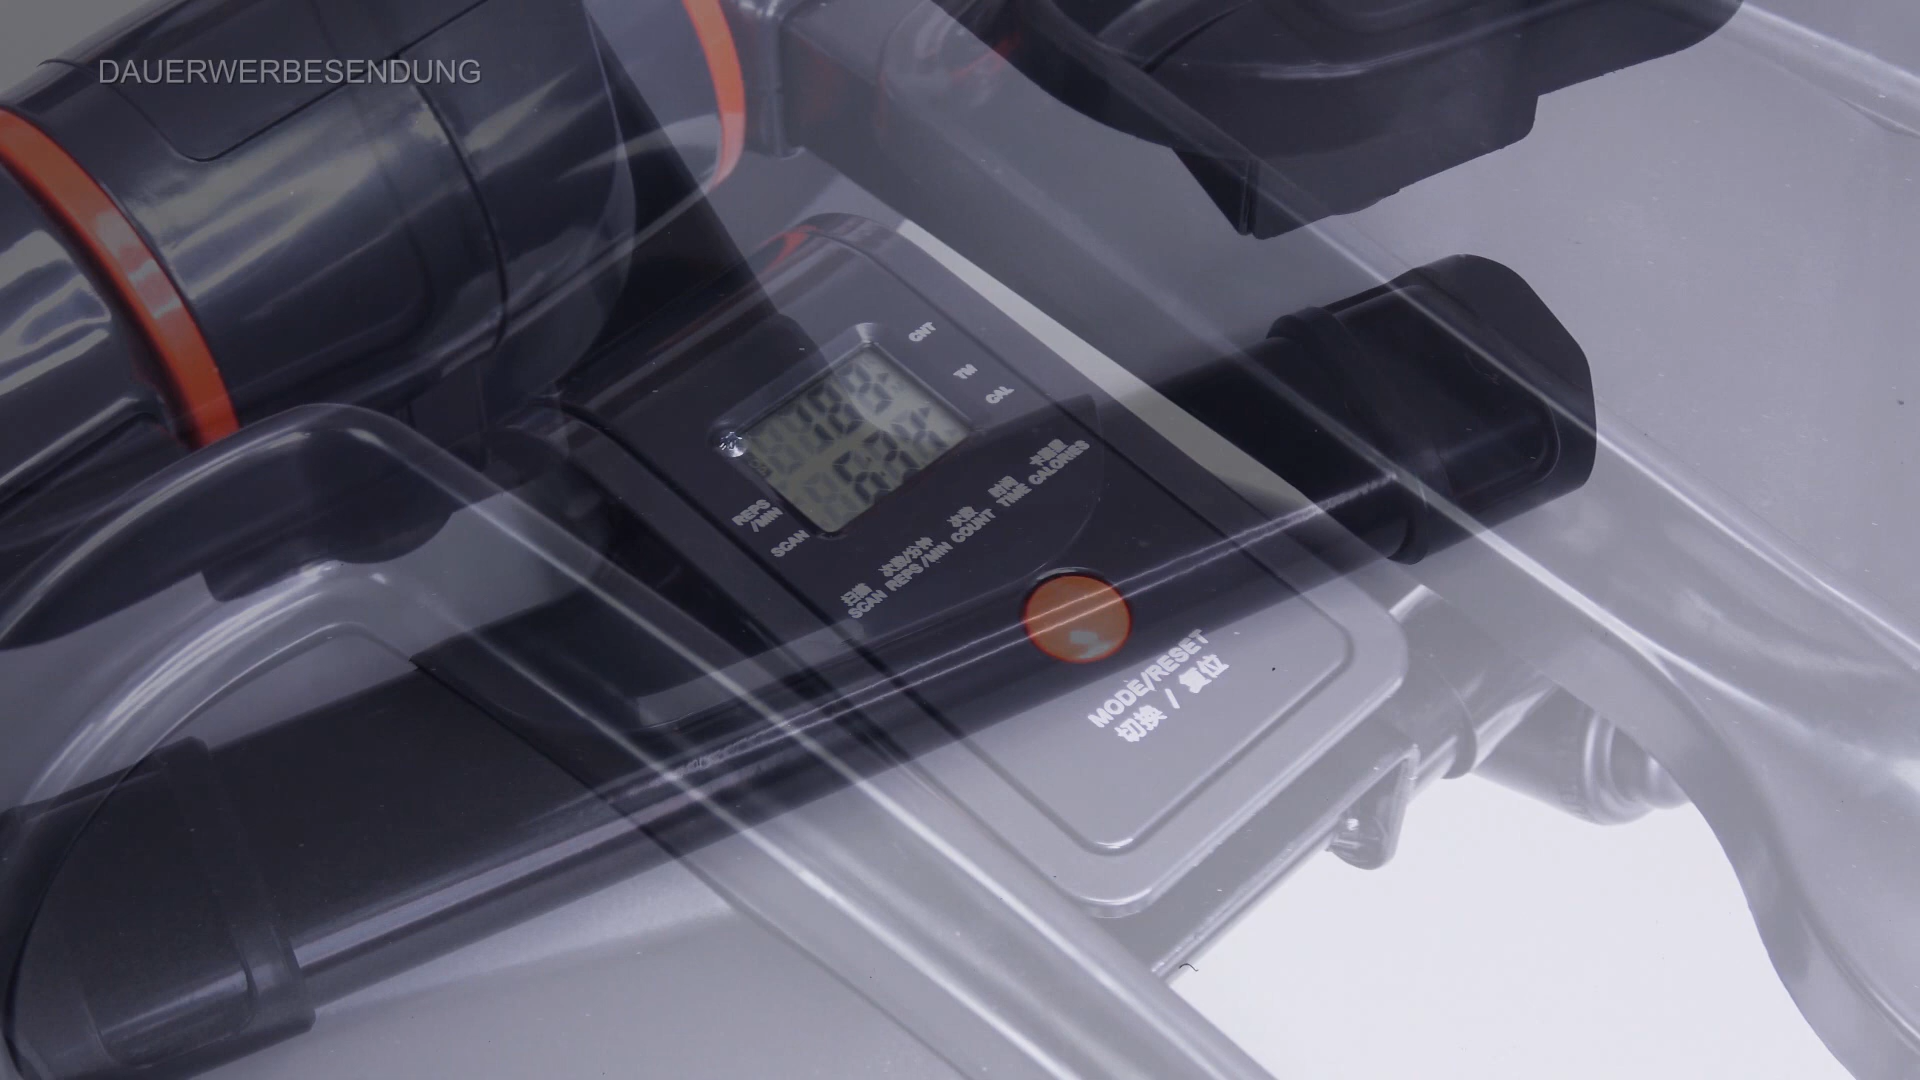 DAUERWERBESENDUNG
CNT
TM
CAL
REPS
/MIN
SCAN
扫描 次数/分钟 次数 时间 卡路里
SCAN REPS/MIN COUNT TIME CALORIES
MODE/RESET
切换 / 复位